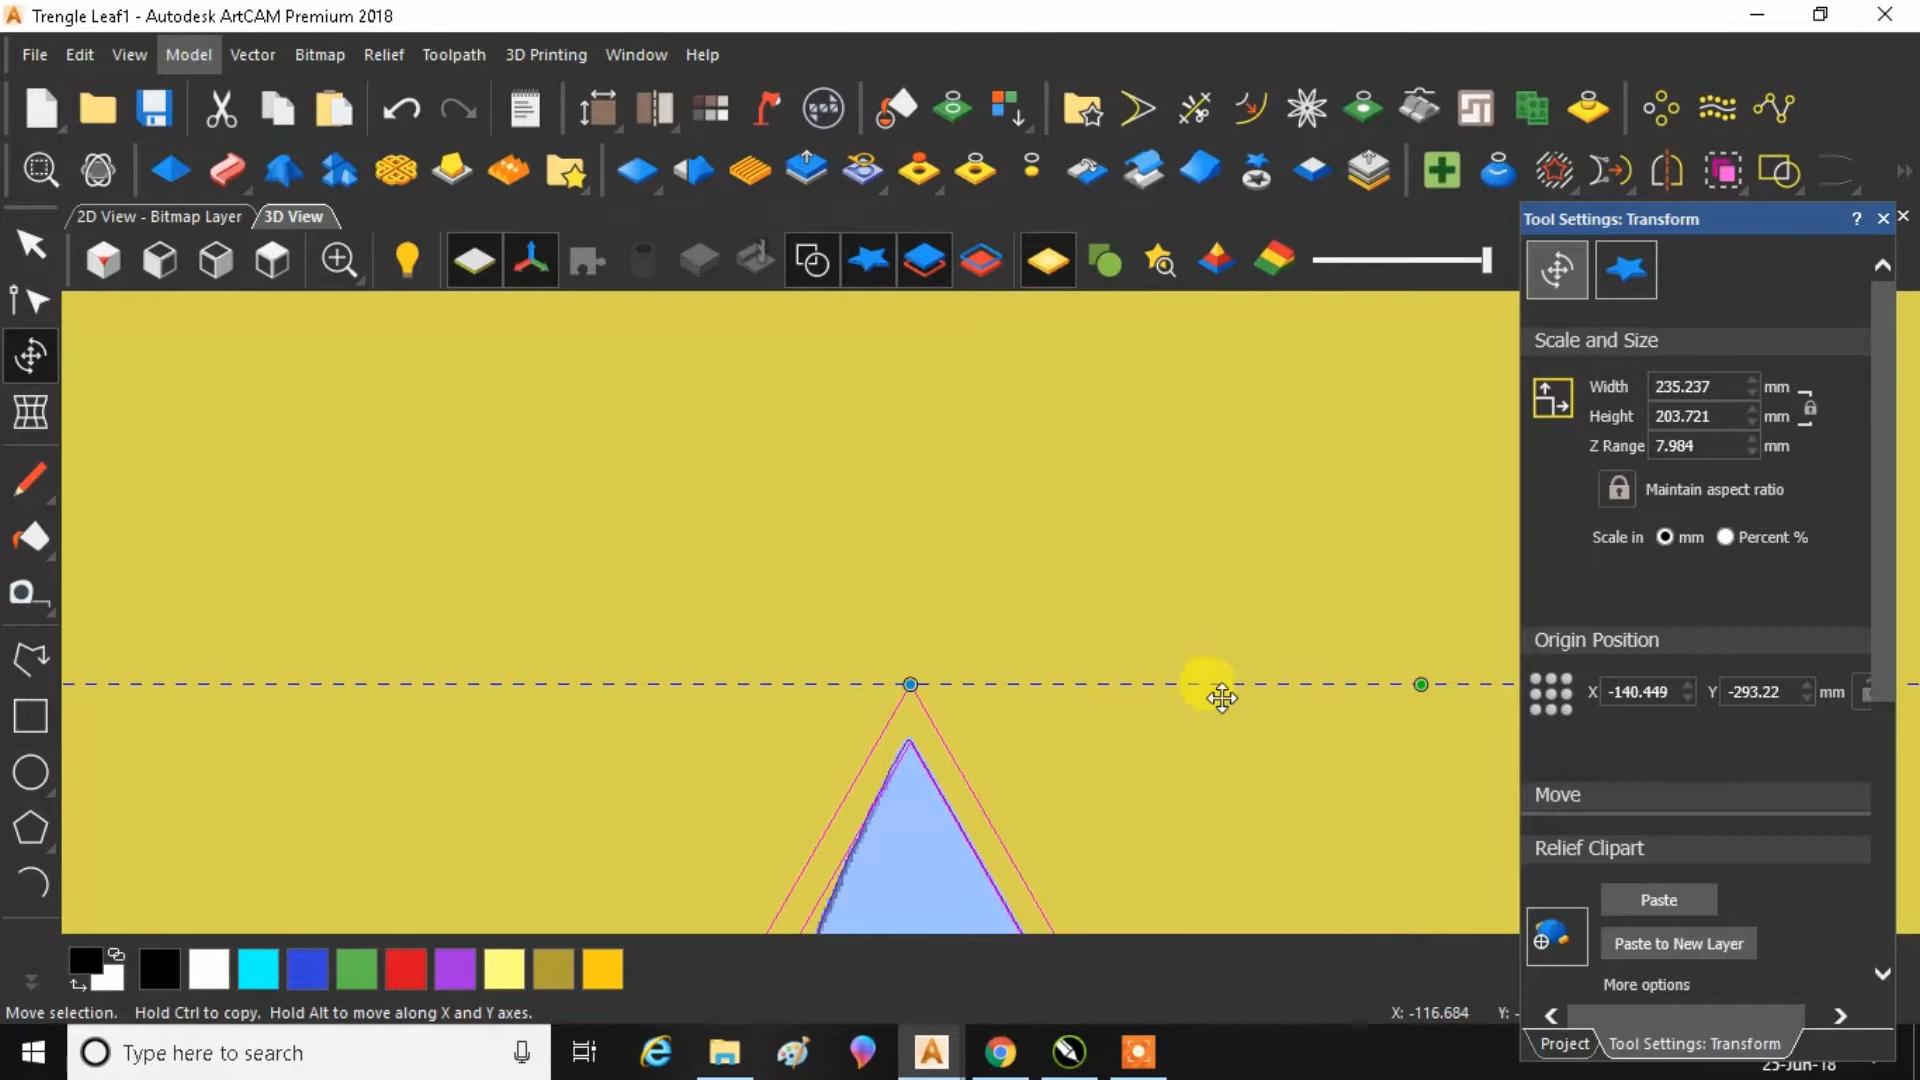 Trengle Leaf1 - Autodesk ArtCAM Premium 2018
File Edit View Model Vector Bitmap Relief Toolpath 3D Printing Window Help
2D View - Bitmap Layer 3D View
Tool Settings: Transform ?
Scale and Size
Width 235.237 mm
Height 203.721 mm
Z Range 7.984 mm
Maintain aspect ratio
Scale in mm Percent %
Origin Position
X -140.449 Y -293.22 mm
Move
Relief Clipart
Paste
Paste to New Layer
More options
Move selection. Hold Ctrl to copy. Hold Alt to move along X and Y axes.
X: -116.684 Y: -
Project Tool Settings: Transform
Type here to search
25-Jun-18